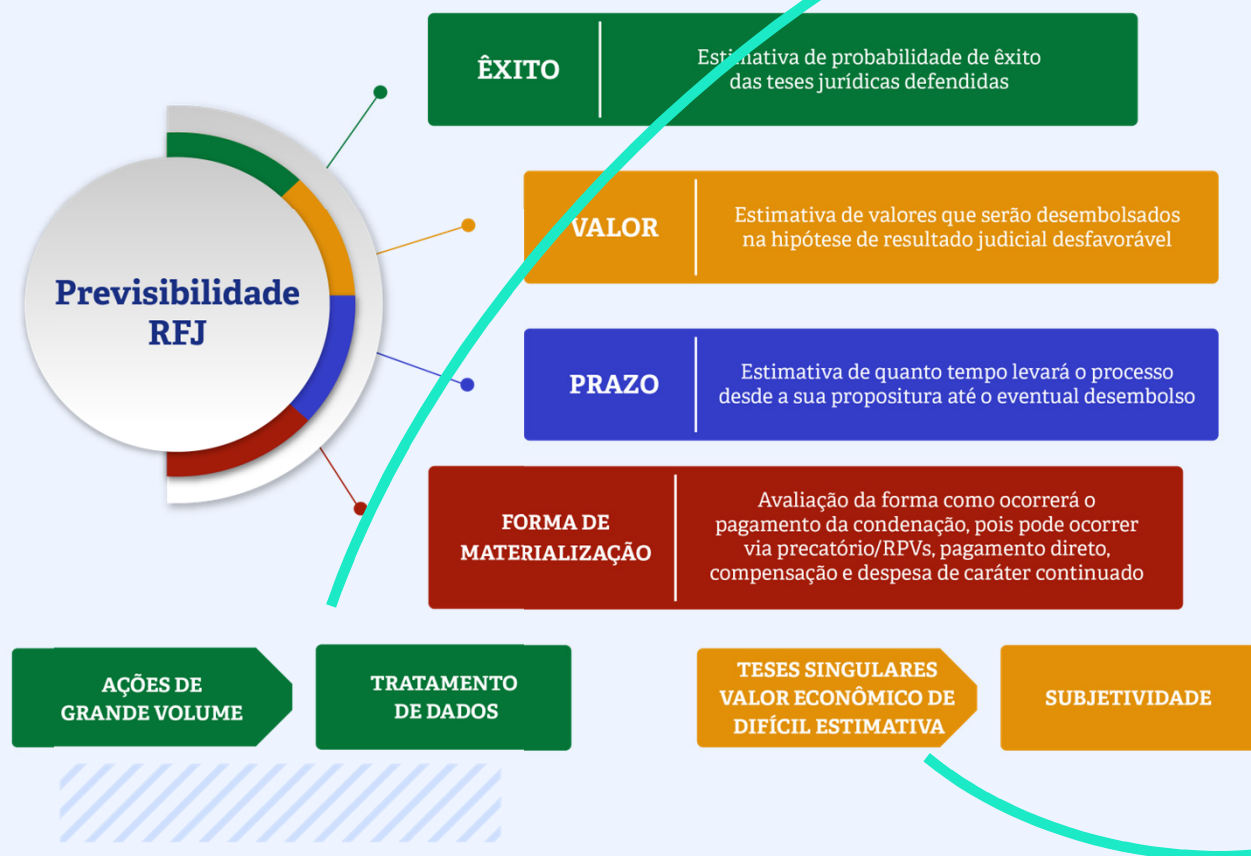 ÊXITO
Estimativa de probabilidade de êxito
das teses jurídicas defendidas
VALOR
Estimativa de valores que serão desembolsados
na hipótese de resultado judicial desfavorável
Previsibilidade
RFJ
PRAZO
Estimativa de quanto tempo levará o processo
desde a sua propositura até o eventual desembolso
FORMA DE
MATERIALIZAÇÃO
Avaliação da forma como ocorrerá o
pagamento da condenação, pois pode ocorrer
via precatório/RPVs, pagamento direto,
compensação e despesa de caráter continuado
AÇÕES DE
GRANDE VOLUME
TRATAMENTO
DE DADOS
TESES SINGULARES
VALOR ECONÔMICO DE
DIFÍCIL ESTIMATIVA
SUBJETIVIDADE